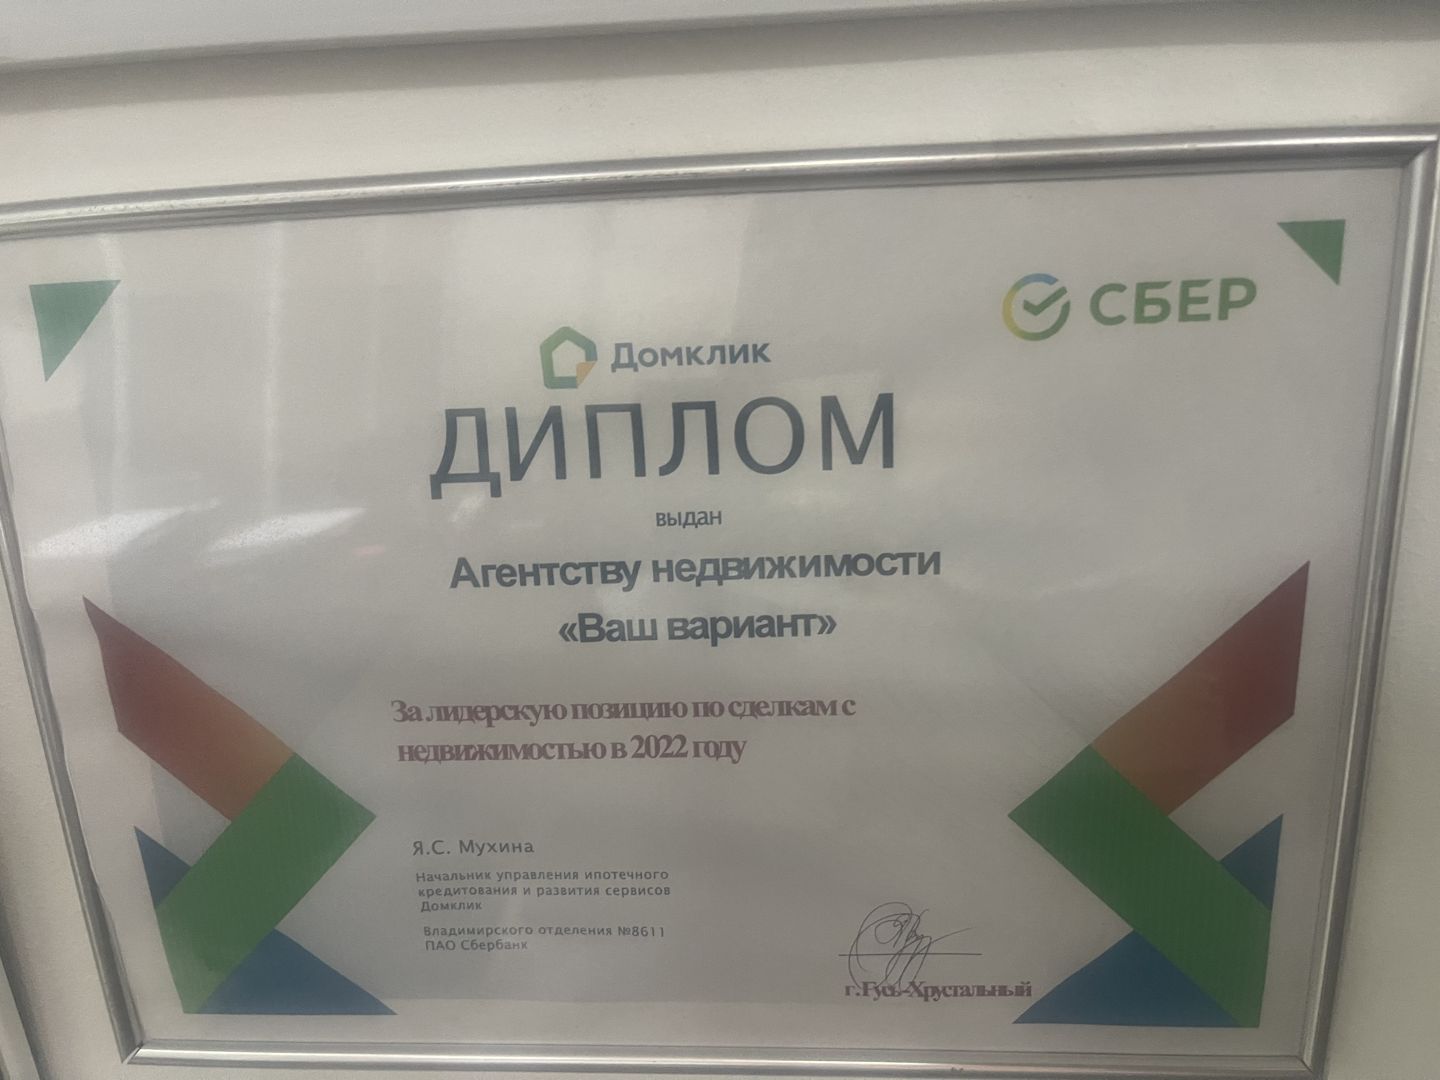 СБЕР
Домклик
ДИПЛОМ
выдан
Агентству недвижимости
«Ваш вариант»
За лидерскую позицию по сделкам с
недвижимостью в 2022 году
Я.С. Мухина
Начальник управления ипотечного
кредитования и развития сервисов
Домклик
Владимирского отделения №8611
ПАО Сбербанк
г. Гусь-Хрустальный